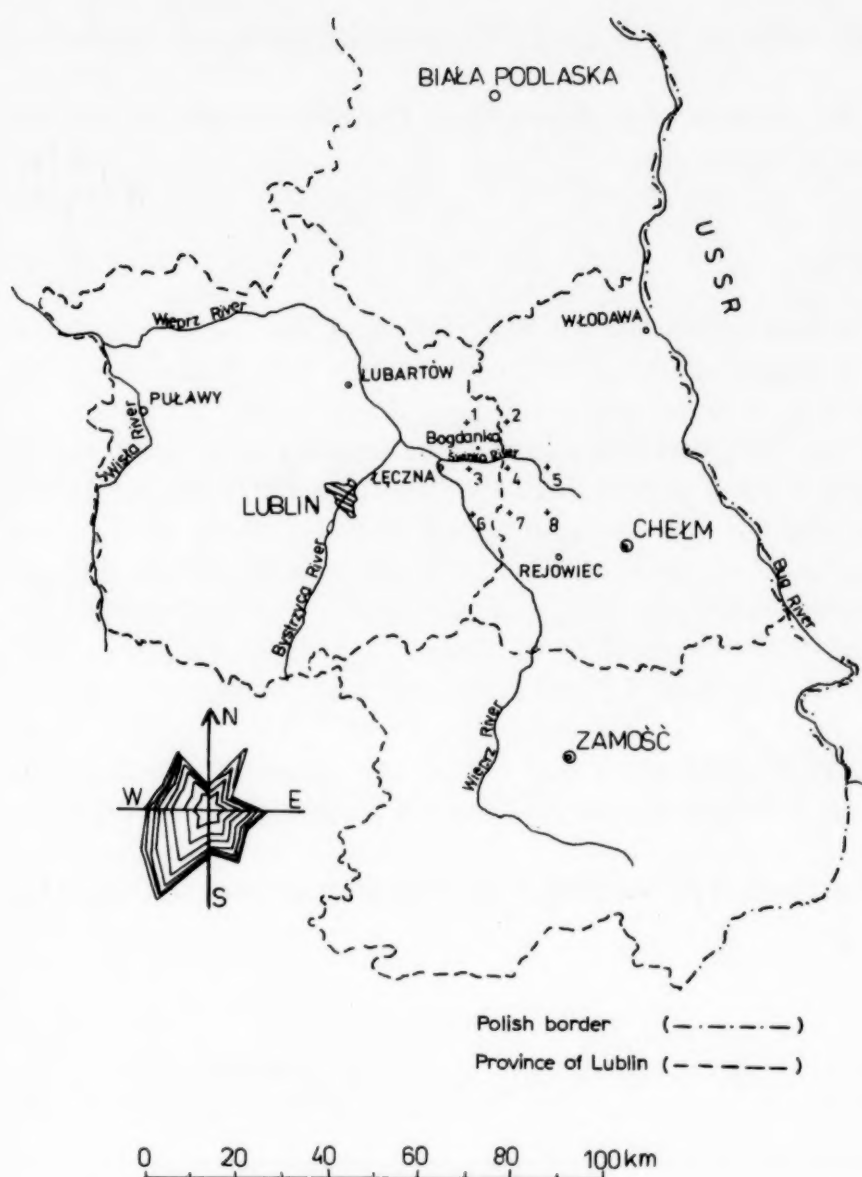 BIAŁA PODLASKA
USSR
Wieprz River
WŁODAWA
LUBARTÓW
PUŁAWY
Wisła River
1 2
Bogdanka
Świnka River
ŁĘCZNA
3 4 5
LUBLIN
6 7 8
CHEŁM
REJOWIEC
Bystrzyca River
Bug River
Wieprz River
ZAMOŚĆ
N
W E
S
Polish border (-·-·-·-)
Province of Lublin (- - - -)
0 20 40 60 80 100 km